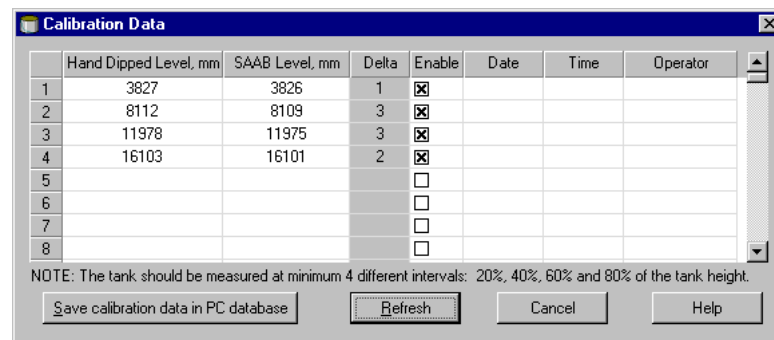 Calibration Data
Hand Dipped Level, mm SAAB Level, mm Delta Enable Date Time Operator
1 3827 3826 1
2 8112 8109 3
3 11978 11975 3
4 16103 16101 2
5
6
7
8
NOTE: The tank should be measured at minimum 4 different intervals: 20%, 40%, 60% and 80% of the tank height.
Save calibration data in PC database Refresh Cancel Help